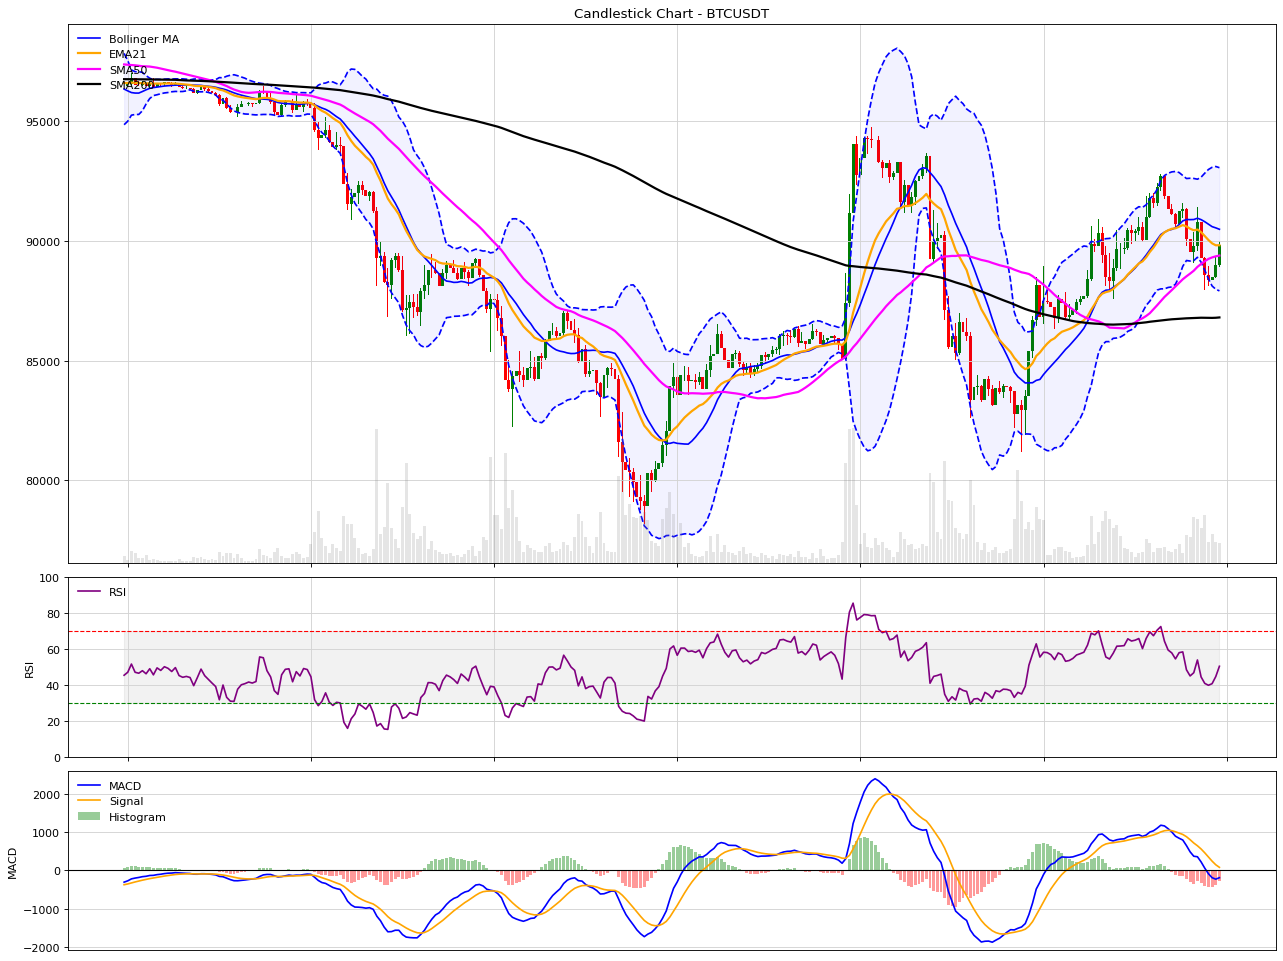 Candlestick Chart - BTCUSDT
Bollinger MA
EMA21
SMA50
SMA200
95000
90000
85000
80000
RSI
100
80
60
40
20
0
RSI
MACD
Signal
Histogram
2000
1000
0
−1000
−2000
MACD